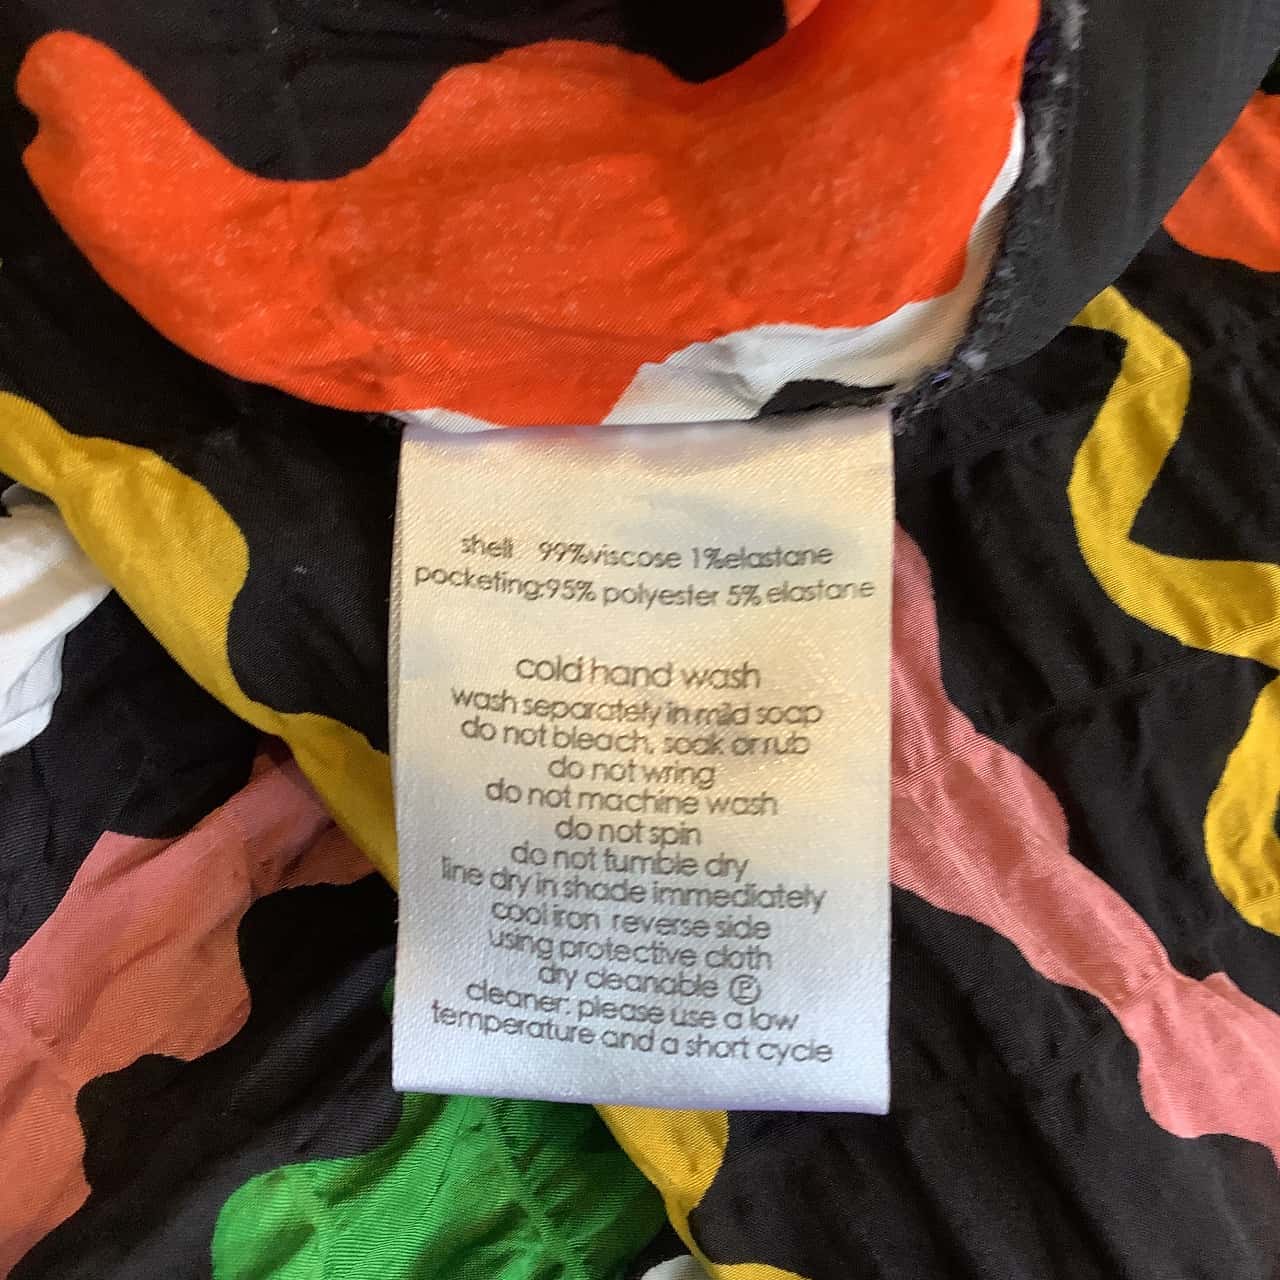 shell: 99%viscose 1%elastane
pocketing:95% polyester 5% elastane
cold hand wash
wash separately in mild soap
do not bleach, soak or rub
do not wring
do not machine wash
do not spin
do not tumble dry
line dry in shade immediately
cool iron reverse side
using protective cloth
dry cleanable Ⓟ
cleaner: please use a low
temperature and a short cycle